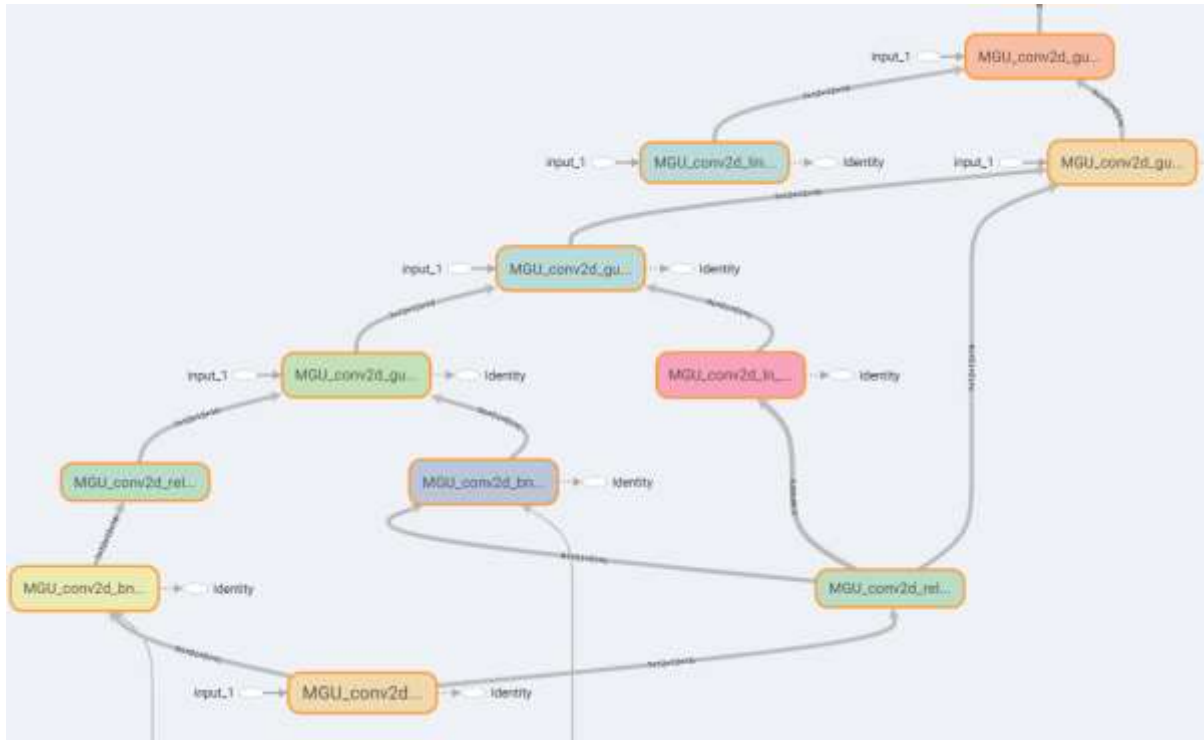 input_1 MGU_conv2d_gu...
input_1 MGU_conv2d_lin... Identity input_1 MGU_conv2d_gu...
input_1 MGU_conv2d_gu... Identity
input_1 MGU_conv2d_gu... Identity MGU_conv2d_ln_... Identity
MGU_conv2d_rel... MGU_conv2d_bn... Identity
MGU_conv2d_bn... Identity MGU_conv2d_rel...
input_1 MGU_conv2d... Identity